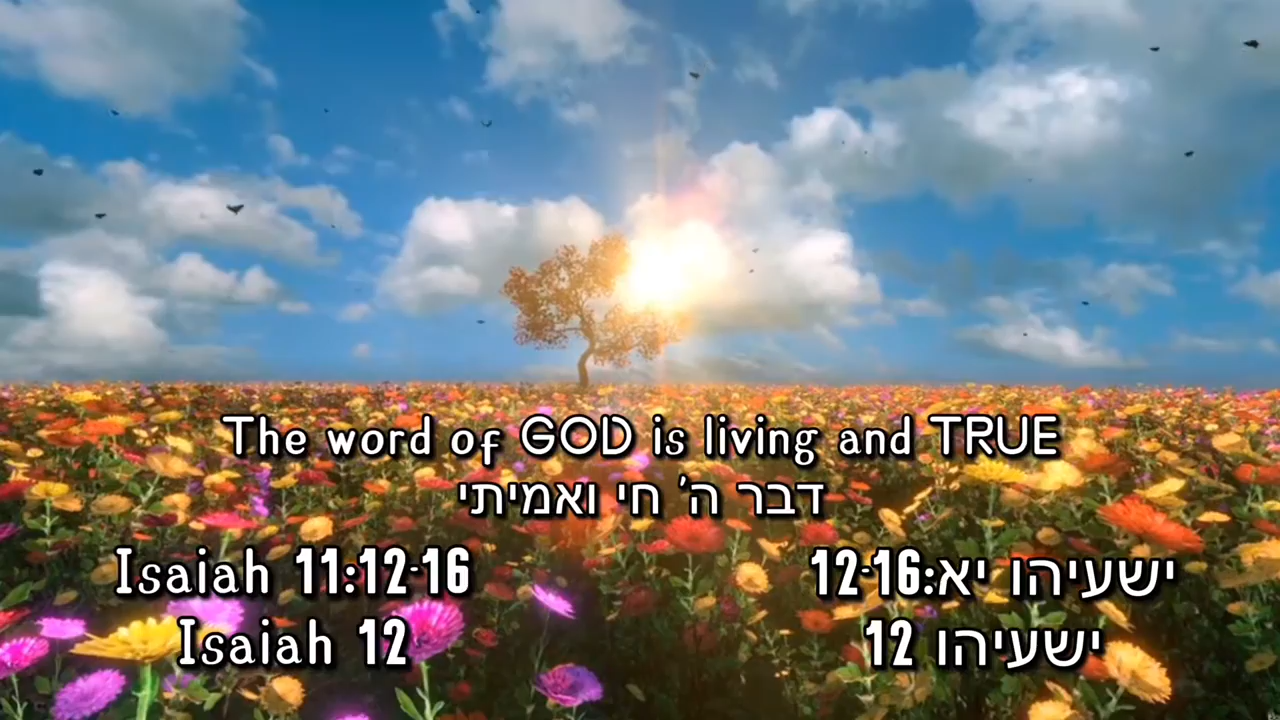 The word of GOD is living and TRUE
דבר ה' חי ואמיתי
Isaiah 11:12-16
ישעיהו יא:12-16
Isaiah 12
ישעיהו 12